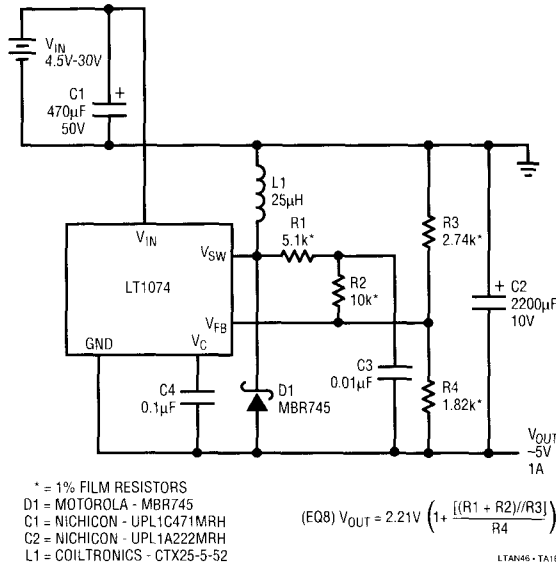 V_IN
4.5V-30V
C1
470µF
50V
+
L1
25µH
V_IN
V_SW
R1
5.1k*
R3
2.74k*
LT1074
R2
10k*
+
C2
2200µF
10V
V_FB
GND
V_C
C4
0.1µF
D1
MBR745
C3
0.01µF
R4
1.82k*
V_OUT
~5V
1A
* = 1% FILM RESISTORS
D1 = MOTOROLA - MBR745
C1 = NICHICON - UPL1C471MRH
C2 = NICHICON - UPL1A222MRH
L1 = COILTRONICS - CTX25-5-52
(EQ8) V_OUT = 2.21V (1+ [(R1 + R2)//R3] / R4)